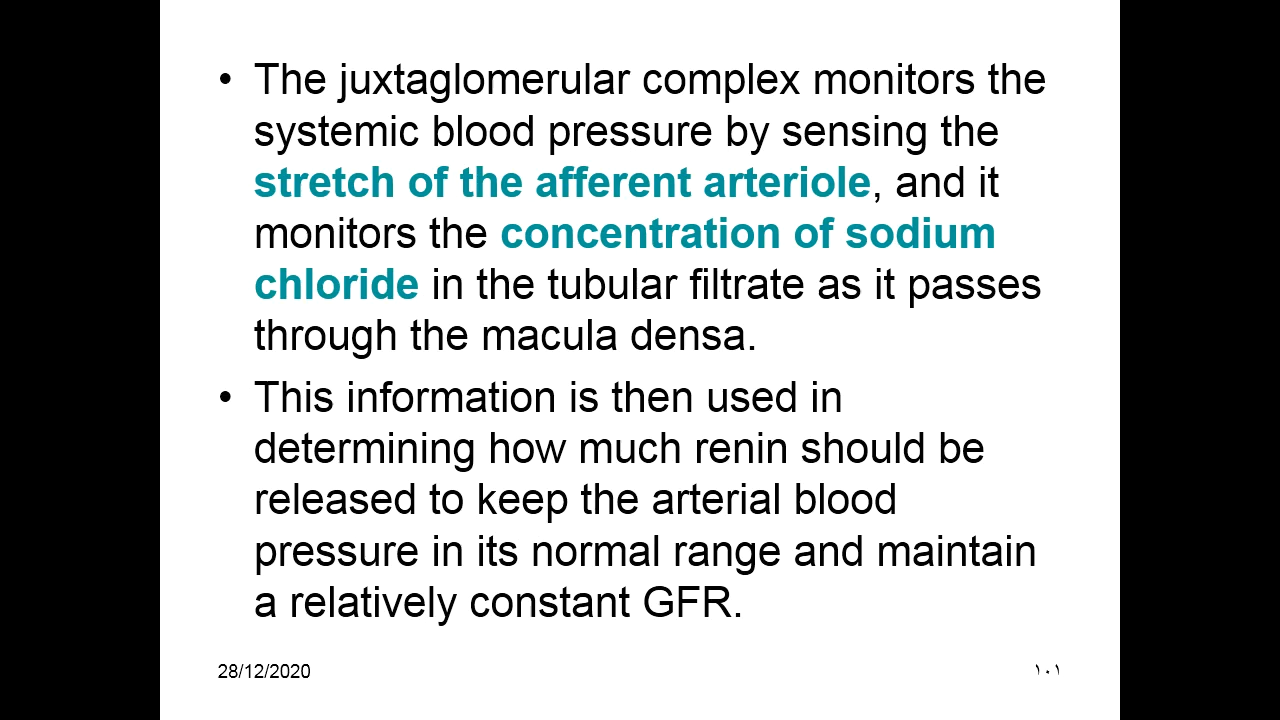 • The juxtaglomerular complex monitors the
systemic blood pressure by sensing the
stretch of the afferent arteriole, and it
monitors the concentration of sodium
chloride in the tubular filtrate as it passes
through the macula densa.
• This information is then used in
determining how much renin should be
released to keep the arterial blood
pressure in its normal range and maintain
a relatively constant GFR.
28/12/2020
١٠١